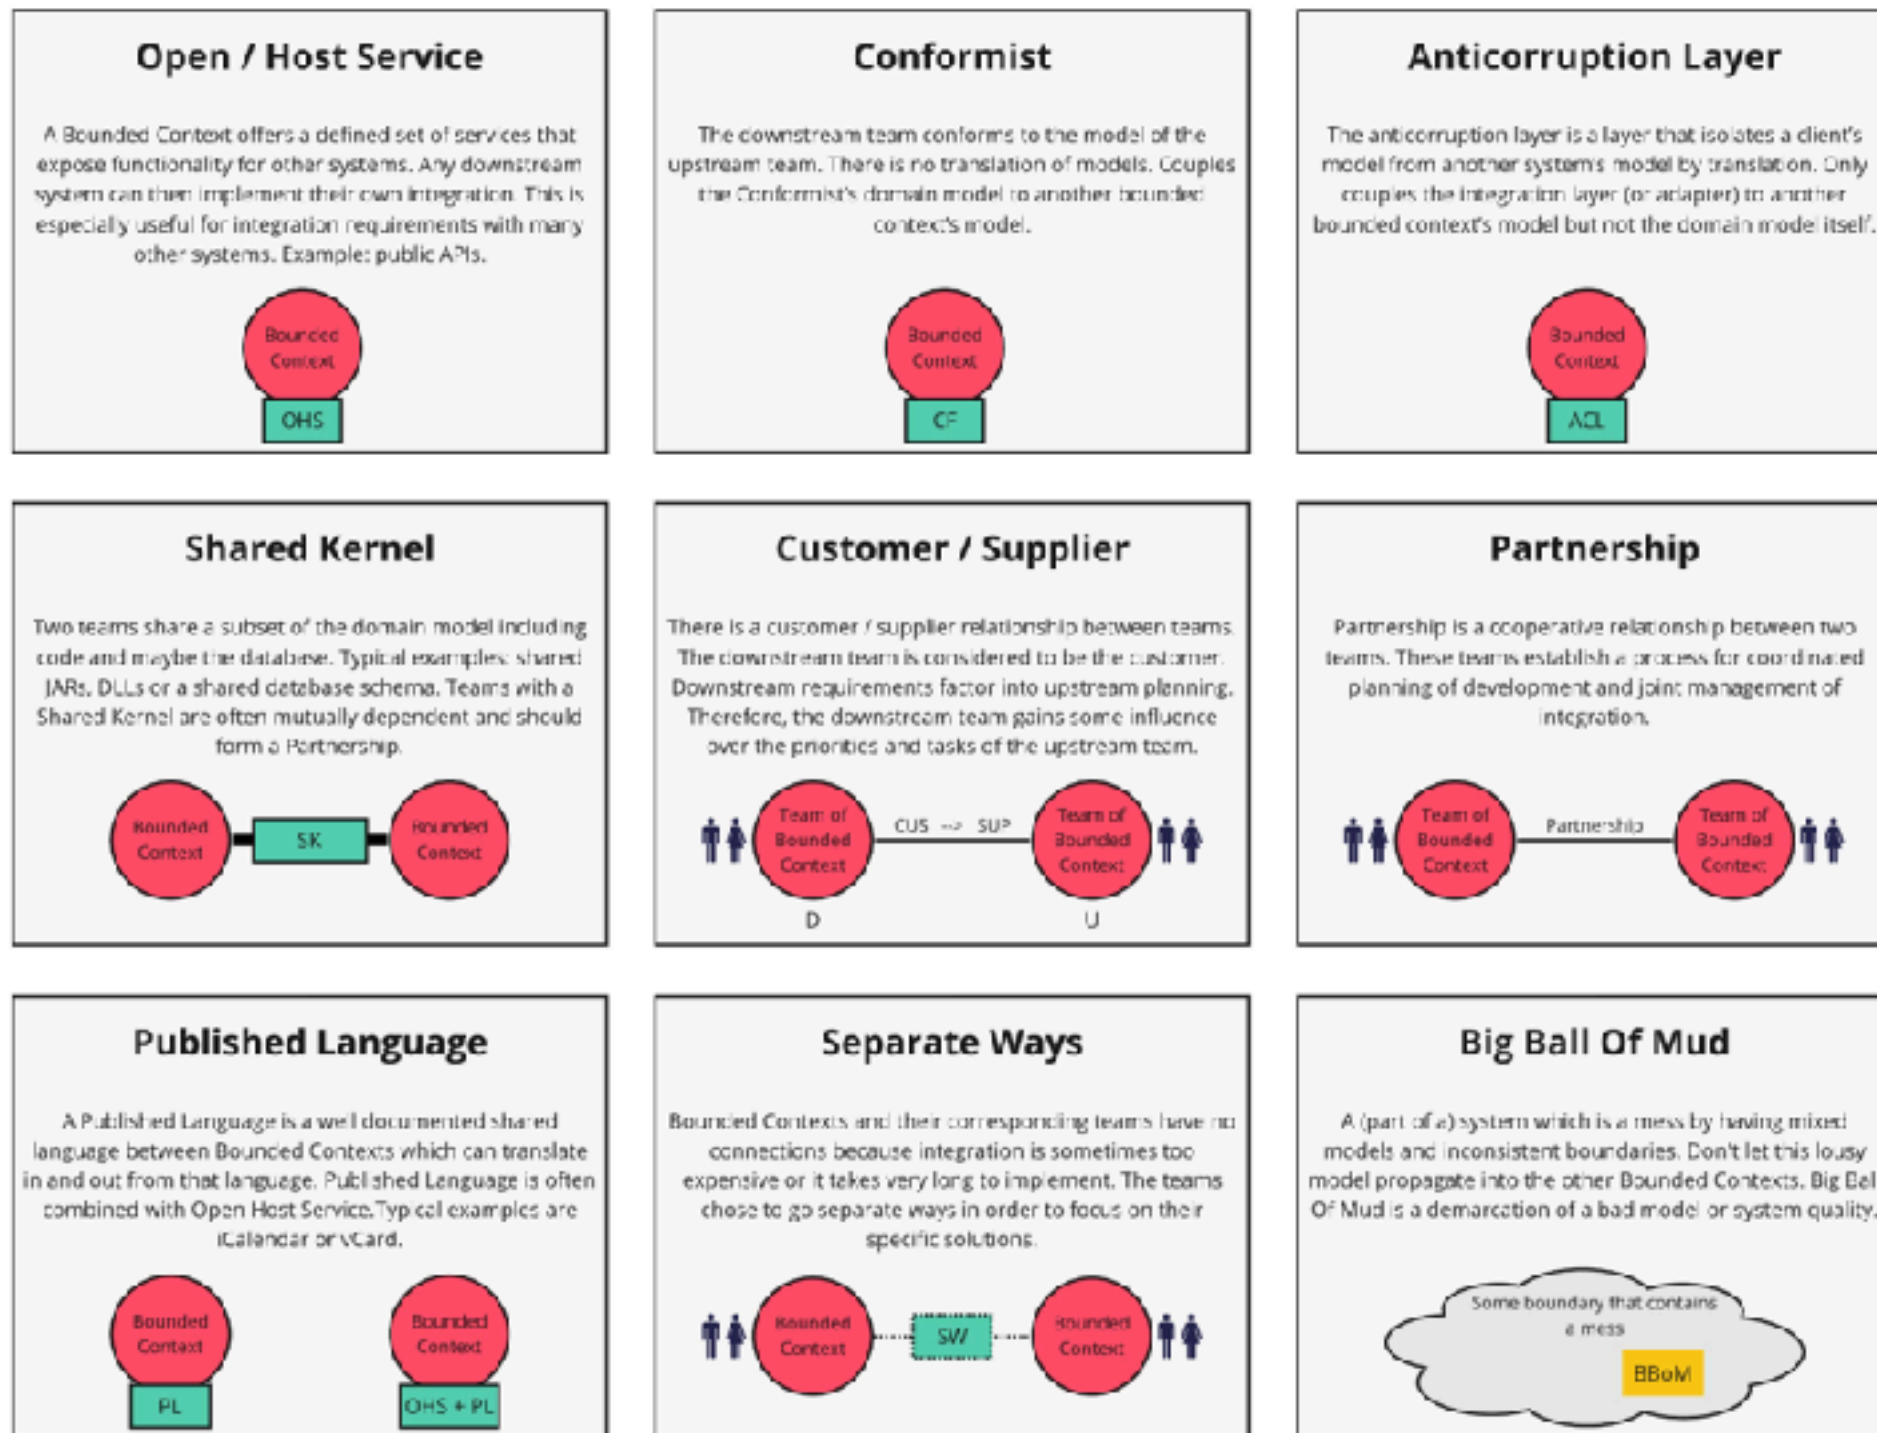 Open / Host Service
A Bounded Context offers a defined set of services that
expose functionality for other systems. Any downstream
system can then implement their own integration. This is
especially useful for integration requirements with many
other systems. Example: public APIs.
Bounded
Context
OHS
Conformist
The downstream team conforms to the model of the
upstream team. There is no translation of models. Couples
the Conformist's domain model to another bounded
context's model.
Bounded
Context
CF
Anticorruption Layer
The anticorruption layer is a layer that isolates a client's
model from another system's model by translation. Only
couples the integration layer (or adapter) to another
bounded context's model but not the domain model itself.
Bounded
Context
ACL
Shared Kernel
Two teams share a subset of the domain model including
code and maybe the database. Typical examples: shared
JARs, DLLs or a shared database schema. Teams with a
Shared Kernel are often mutually dependent and should
form a Partnership.
Bounded
Context
SK
Bounded
Context
Customer / Supplier
There is a customer / supplier relationship between teams.
The downstream team is considered to be the customer.
Downstream requirements factor into upstream planning.
Therefore, the downstream team gains some influence
over the priorities and tasks of the upstream team.
Team of
Bounded
Context
CUS --> SUP
Team of
Bounded
Context
D
U
Partnership
Partnership is a cooperative relationship between two
teams. These teams establish a process for coordinated
planning of development and joint management of
integration.
Team of
Bounded
Context
Partnership
Team of
Bounded
Context
Published Language
A Published Language is a well documented shared
language between Bounded Contexts which can translate
in and out from that language. Published Language is often
combined with Open Host Service.Typical examples are
iCalendar or vCard.
Bounded
Context
PL
Bounded
Context
OHS + PL
Separate Ways
Bounded Contexts and their corresponding teams have no
connections because integration is sometimes too
expensive or it takes very long to implement. The teams
chose to go separate ways in order to focus on their
specific solutions.
Bounded
Context
SW
Bounded
Context
Big Ball Of Mud
A (part of a) system which is a mess by having mixed
models and inconsistent boundaries. Don't let this lousy
model propagate into the other Bounded Contexts. Big Bal
Of Mud is a demarcation of a bad model or system quality.
Some boundary that contains
a mess
BBoM